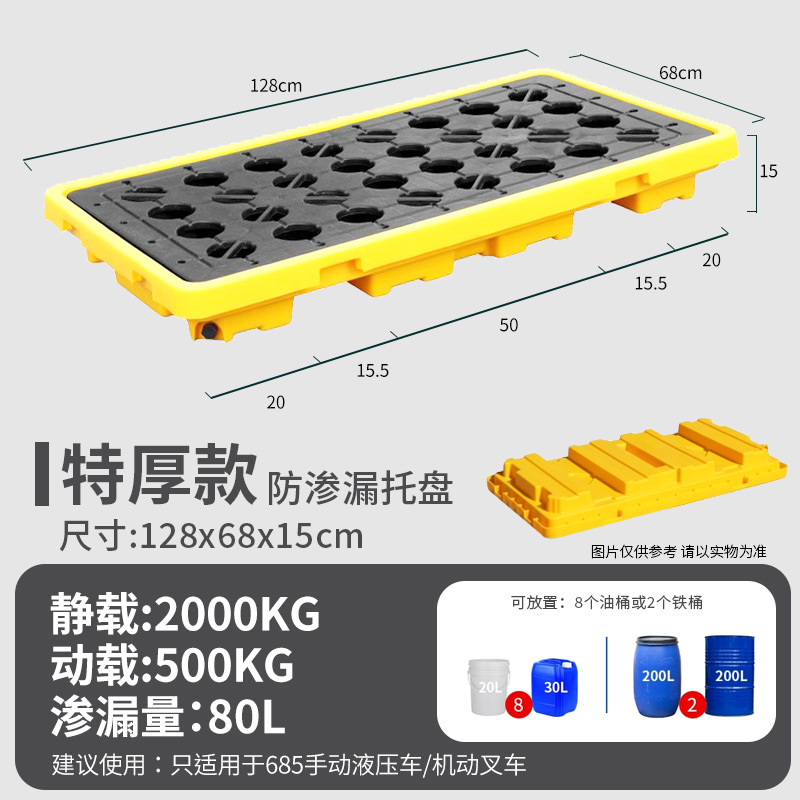 128cm
68cm
15
20
15.5
50
15.5
20
特厚款 防渗漏托盘
尺寸:128x68x15cm
图片仅供参考 请以实物为准
静载:2000KG
动载:500KG
渗漏量:80L
建议使用：只适用于685手动液压车/机动叉车
可放置：8个油桶或2个铁桶
20L
8
30L
200L
2
200L